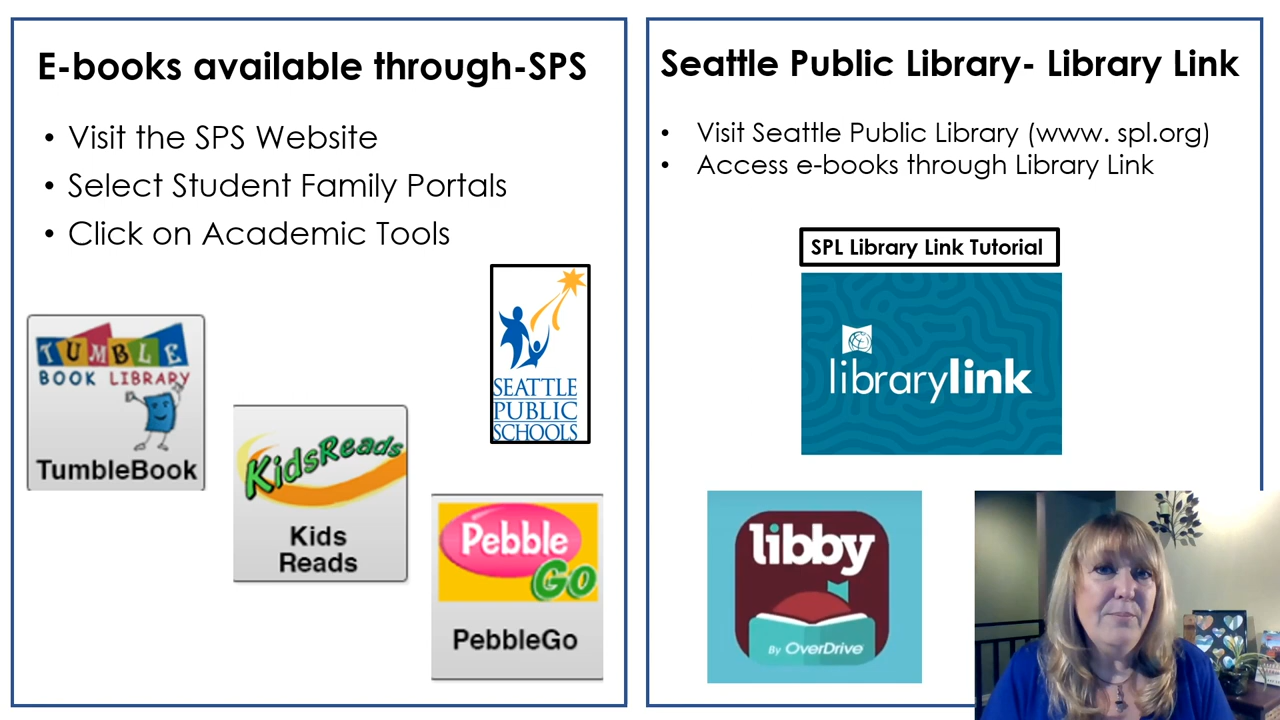 E-books available through-SPS
• Visit the SPS Website
• Select Student Family Portals
• Click on Academic Tools
TUMBLE
BOOK LIBRARY
TumbleBook
KidsReads
Kids
Reads
Pebble
GO
PebbleGo
SEATTLE
PUBLIC
SCHOOLS
Seattle Public Library- Library Link
• Visit Seattle Public Library (www. spl.org)
• Access e-books through Library Link
SPL Library Link Tutorial
librarylink
libby
By OverDrive